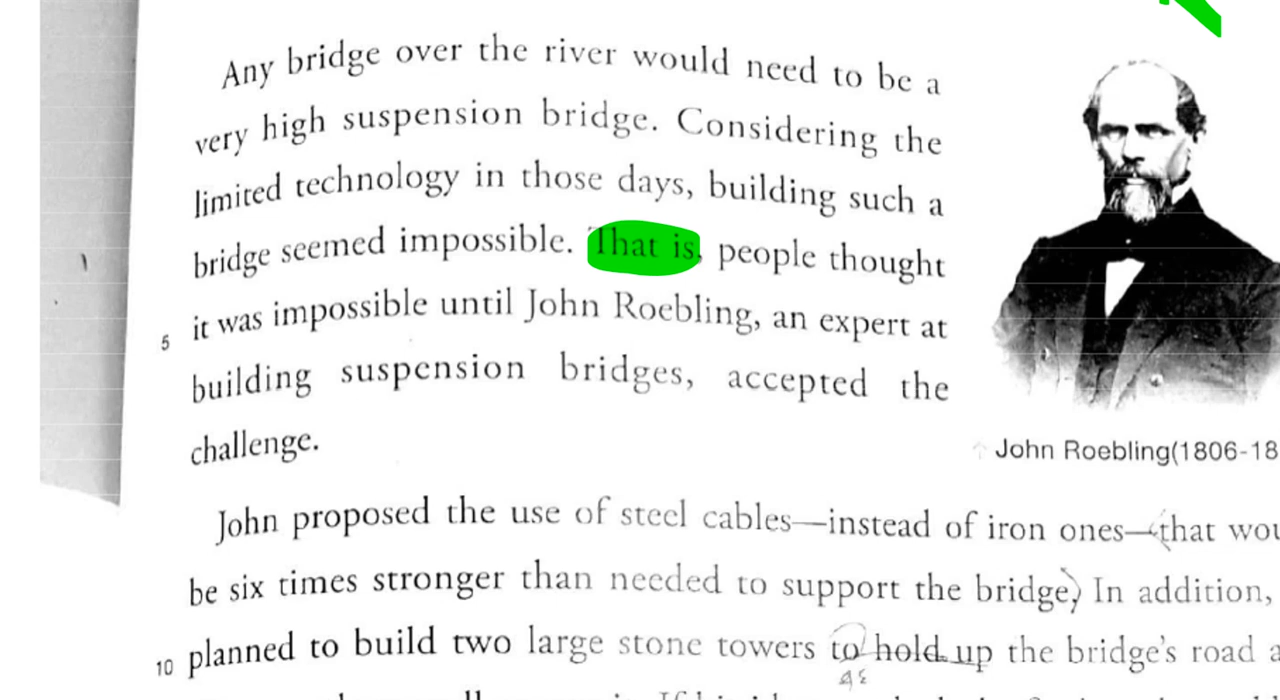 Any bridge over the river would need to be a
very high suspension bridge. Considering the
limited technology in those days, building such a
bridge seemed impossible. That is, people thought
it was impossible until John Roebling, an expert at
5
building suspension bridges, accepted the
challenge.
John Roebling(1806-18
John proposed the use of steel cables—instead of iron ones—that wou
be six times stronger than needed to support the bridge. In addition,
planned to build two large stone towers to hold up the bridge's road a
10